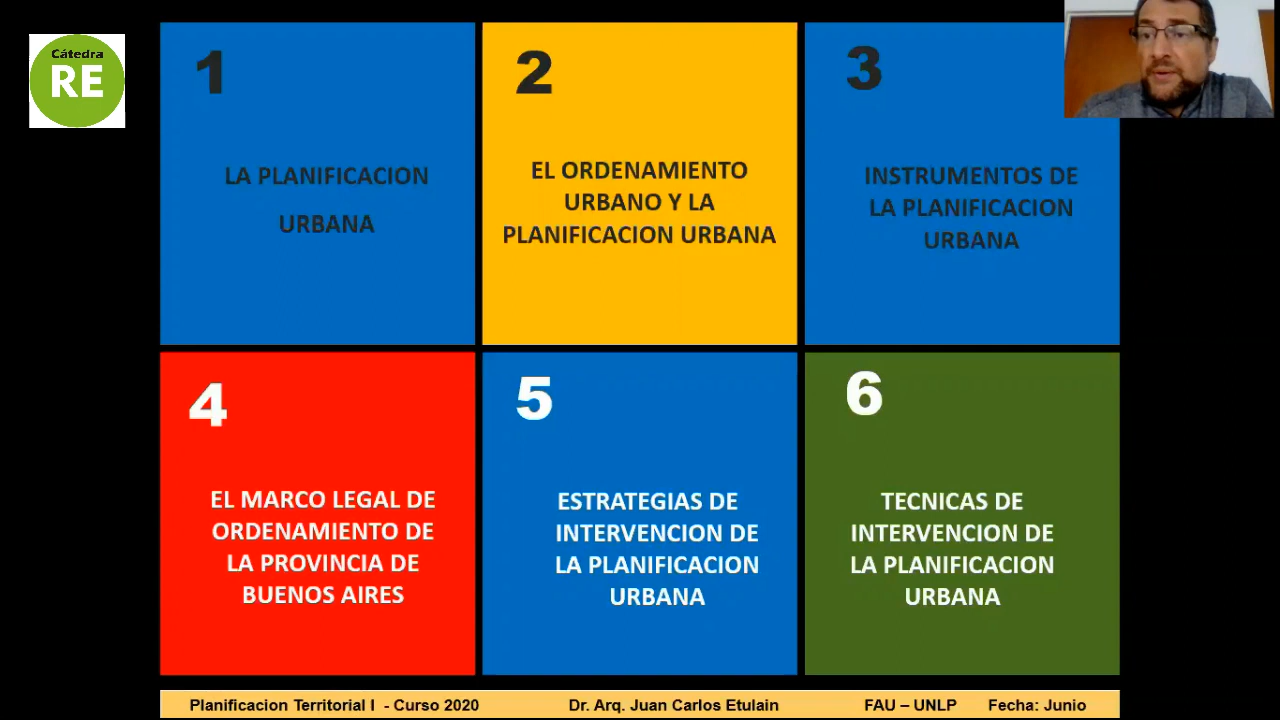 Cátedra
RE
1
LA PLANIFICACION
URBANA
2
EL ORDENAMIENTO
URBANO Y LA
PLANIFICACION URBANA
3
INSTRUMENTOS DE
LA PLANIFICACION
URBANA
4
EL MARCO LEGAL DE
ORDENAMIENTO DE
LA PROVINCIA DE
BUENOS AIRES
5
ESTRATEGIAS DE
INTERVENCION DE
LA PLANIFICACION
URBANA
6
TECNICAS DE
INTERVENCION DE
LA PLANIFICACION
URBANA
Planificacion Territorial I - Curso 2020 Dr. Arq. Juan Carlos Etulain FAU – UNLP Fecha: Junio